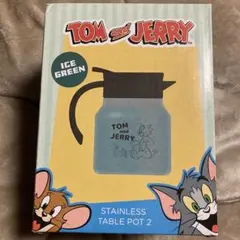 TOM and JERRY
ICE
GREEN
TOM
and
JERRY
STAINLESS
TABLE POT 2